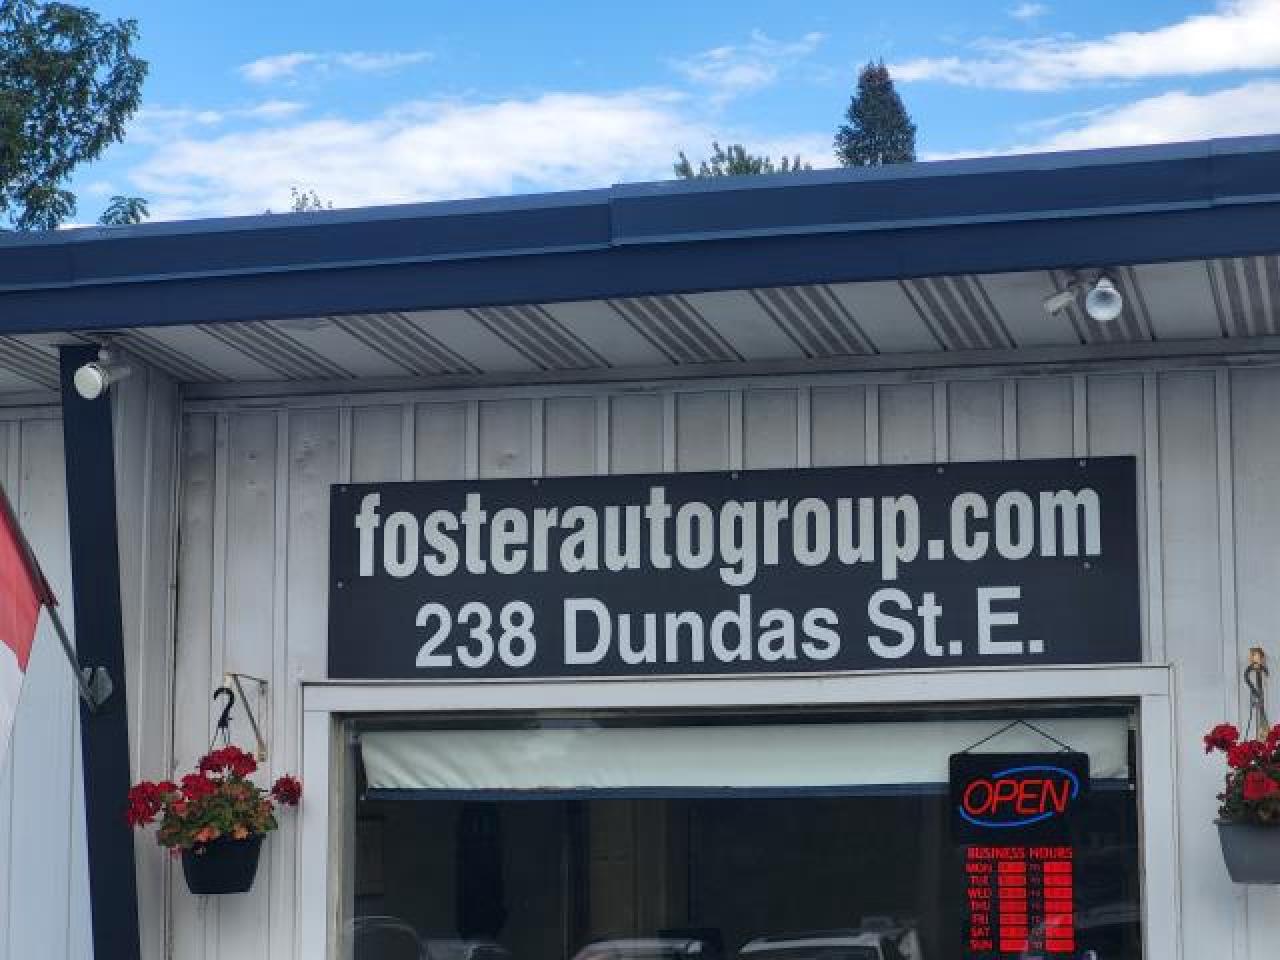 fosterautogroup.com
238 Dundas St. E.
OPEN
BUSINESS HOURS
MON
TUE
WED
THU
FRI
SAT
SUN